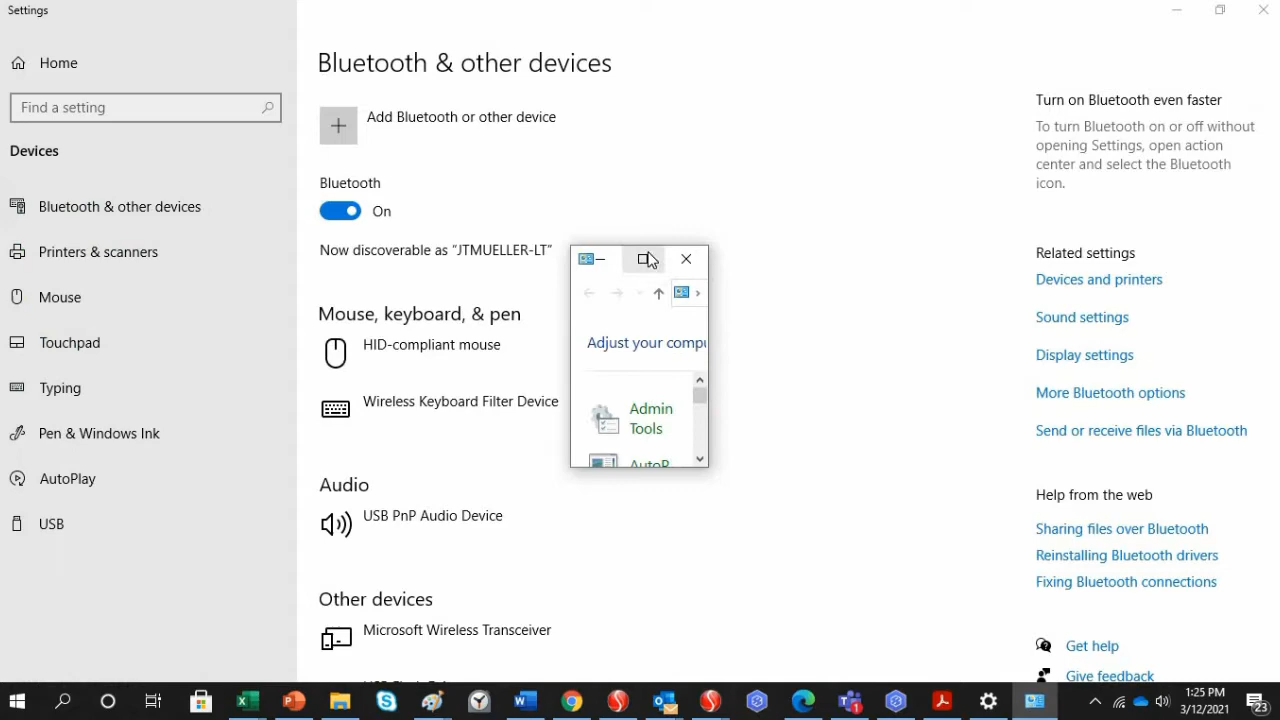 Settings
Home
Find a setting
Devices
Bluetooth & other devices
Printers & scanners
Mouse
Touchpad
Typing
Pen & Windows Ink
AutoPlay
USB
Bluetooth & other devices
Add Bluetooth or other device
Bluetooth
On
Now discoverable as “JTMUELLER-LT”
Mouse, keyboard, & pen
HID-compliant mouse
Wireless Keyboard Filter Device
Audio
USB PnP Audio Device
Other devices
Microsoft Wireless Transceiver
Adjust your compu
Admin
Tools
Turn on Bluetooth even faster
To turn Bluetooth on or off without
opening Settings, open action
center and select the Bluetooth
icon.
Related settings
Devices and printers
Sound settings
Display settings
More Bluetooth options
Send or receive files via Bluetooth
Help from the web
Sharing files over Bluetooth
Reinstalling Bluetooth drivers
Fixing Bluetooth connections
Get help
Give feedback
1:25 PM
3/12/2021
23